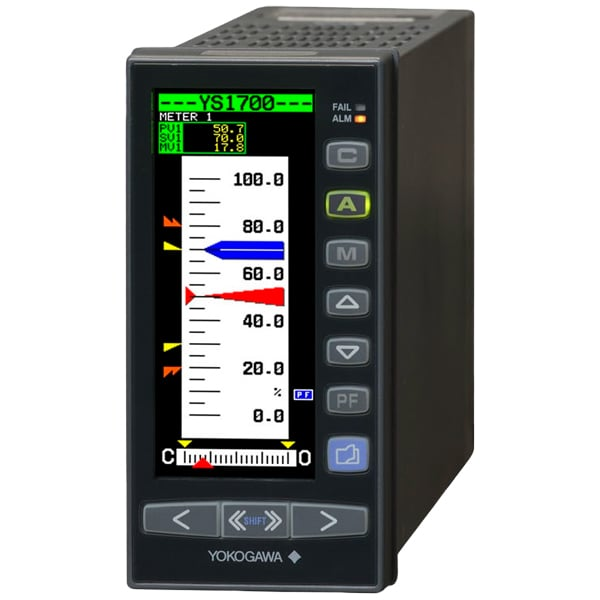 ---YS1700---
METER 1
PV1 50.7
SV1 70.0
MV1 17.8
FAIL
ALM
100.0
80.0
60.0
40.0
20.0
%
0.0
PF
C O
C
A
M
PF
< SHIFT >
YOKOGAWA